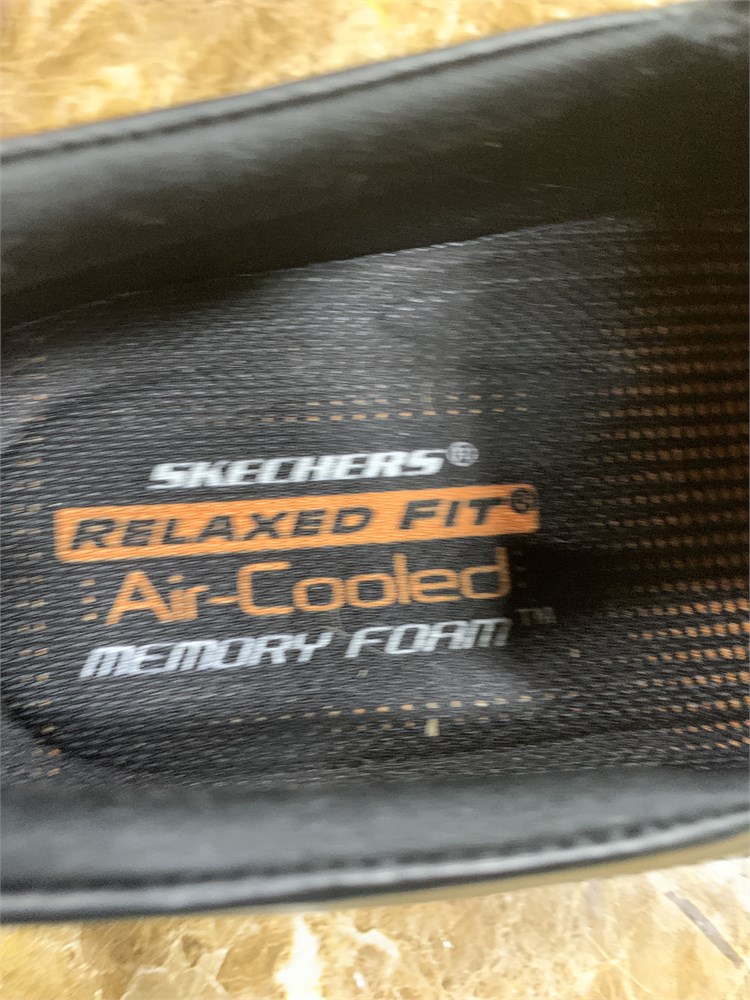 SKECHERS®
RELAXED FIT®
Air-Cooled
MEMORY FOAM™